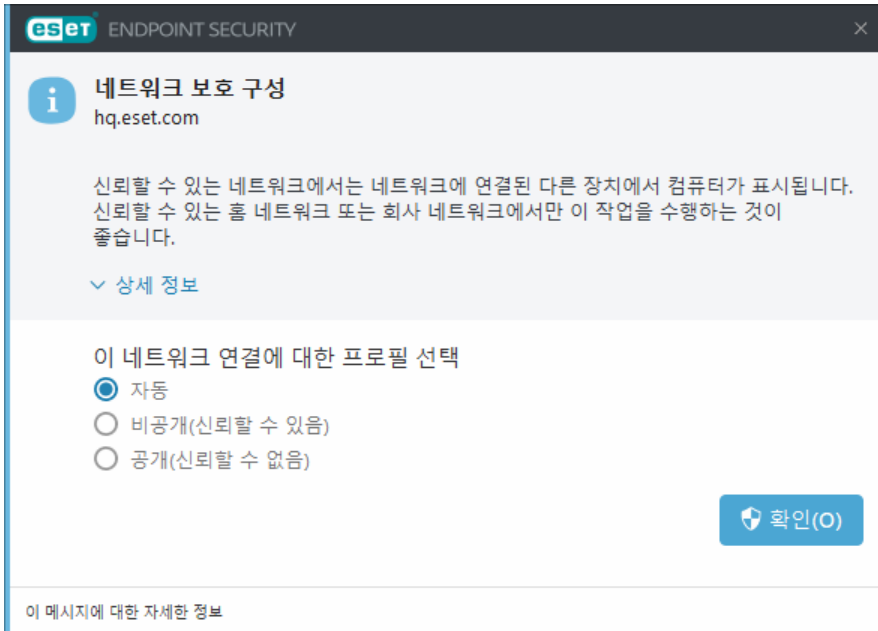 eset ENDPOINT SECURITY
네트워크 보호 구성
hq.eset.com
신뢰할 수 있는 네트워크에서는 네트워크에 연결된 다른 장치에서 컴퓨터가 표시됩니다.
신뢰할 수 있는 홈 네트워크 또는 회사 네트워크에서만 이 작업을 수행하는 것이
좋습니다.
상세 정보
이 네트워크 연결에 대한 프로필 선택
자동
비공개(신뢰할 수 있음)
공개(신뢰할 수 없음)
확인(O)
이 메시지에 대한 자세한 정보